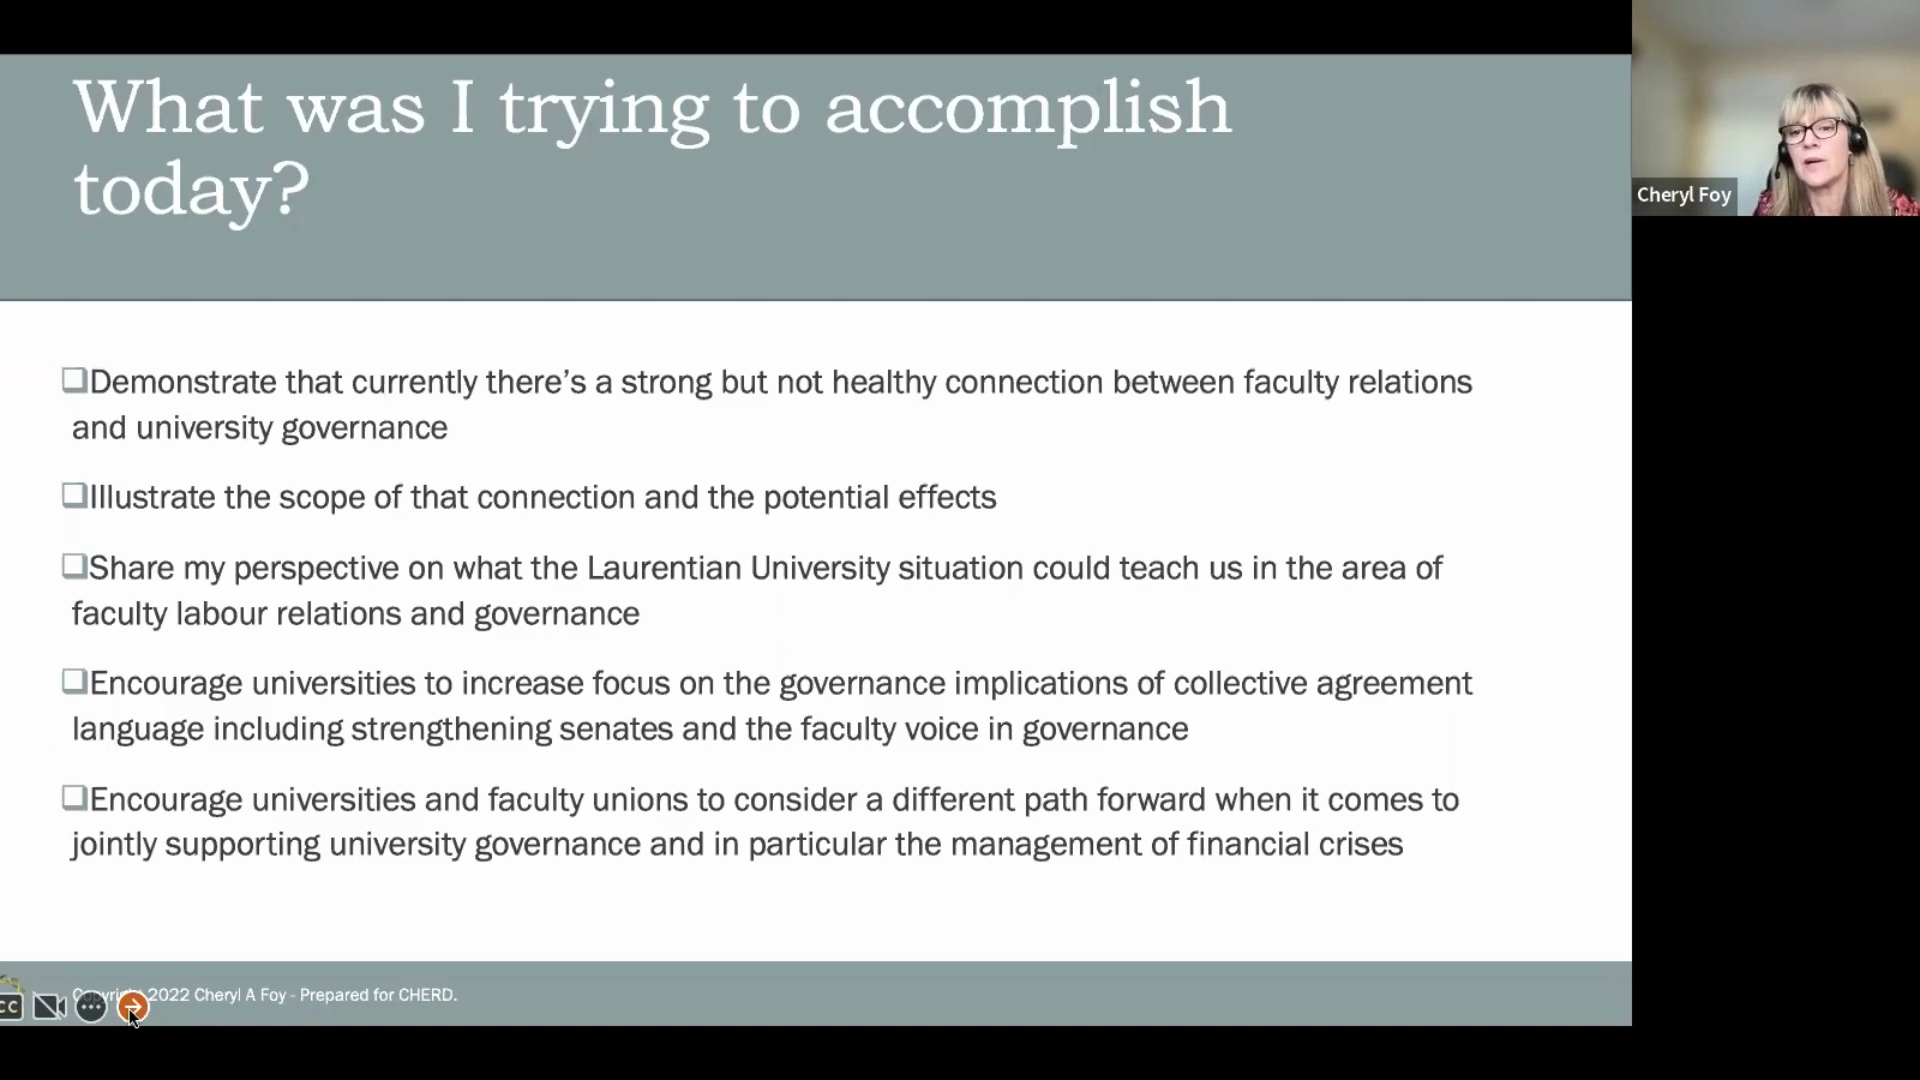 What was I trying to accomplish
today?
Cheryl Foy
Demonstrate that currently there's a strong but not healthy connection between faculty relations
and university governance
Illustrate the scope of that connection and the potential effects
Share my perspective on what the Laurentian University situation could teach us in the area of
faculty labour relations and governance
Encourage universities to increase focus on the governance implications of collective agreement
language including strengthening senates and the faculty voice in governance
Encourage universities and faculty unions to consider a different path forward when it comes to
jointly supporting university governance and in particular the management of financial crises
Copyright 2022 Cheryl A Foy - Prepared for CHERD.
CC